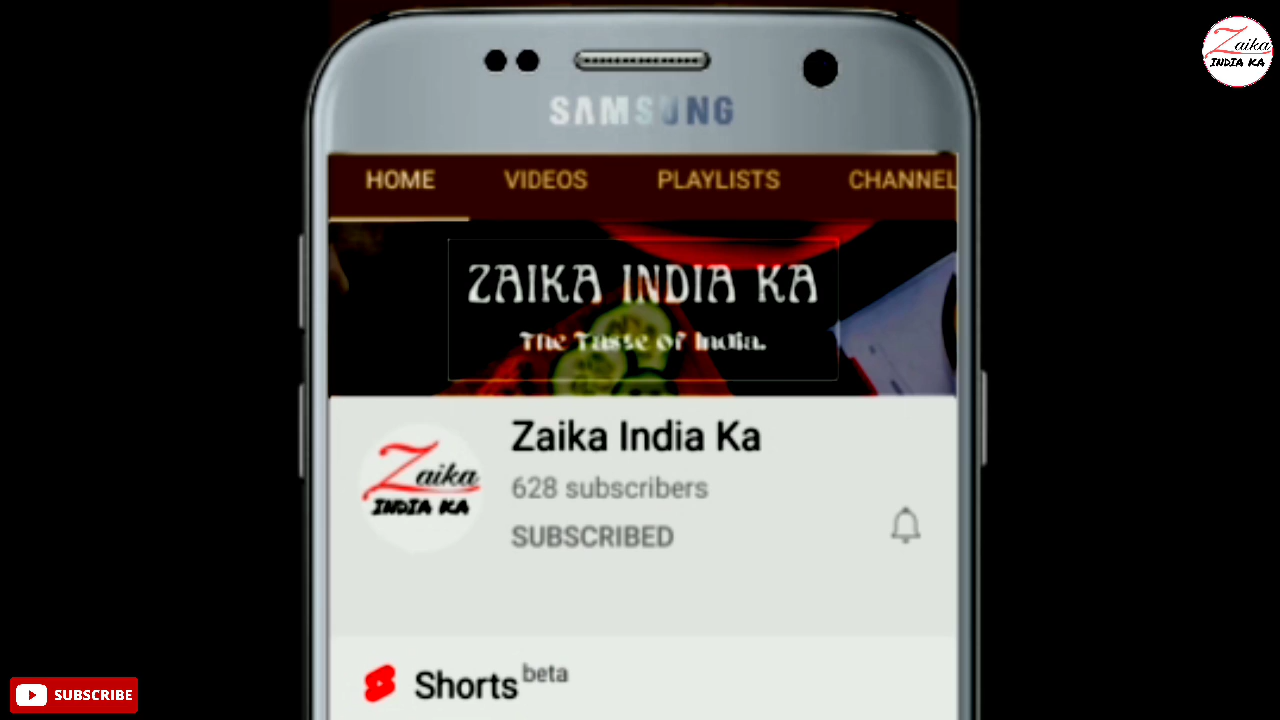 Zaika
INDIA KA
SAMSUNG
HOME VIDEOS PLAYLISTS CHANNEL
ZAIKA INDIA KA
The Taste of India.
Zaika India Ka
628 subscribers
SUBSCRIBED
Zaika
INDIA KA
Shorts beta
SUBSCRIBE